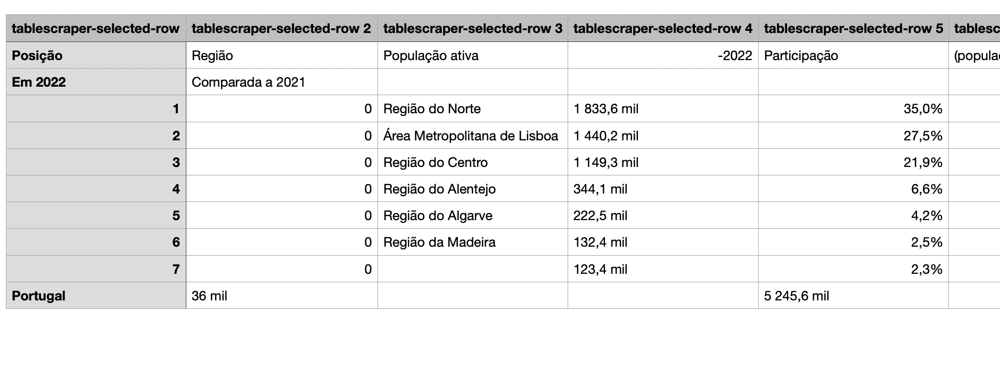 tablescraper-selected-row tablescraper-selected-row 2 tablescraper-selected-row 3 tablescraper-selected-row 4 tablescraper-selected-row 5 tablesc
Posição Região População ativa -2022 Participação (populac
Em 2022 Comparada a 2021
1 0 Região do Norte 1 833,6 mil 35,0%
2 0 Área Metropolitana de Lisboa 1 440,2 mil 27,5%
3 0 Região do Centro 1 149,3 mil 21,9%
4 0 Região do Alentejo 344,1 mil 6,6%
5 0 Região do Algarve 222,5 mil 4,2%
6 0 Região da Madeira 132,4 mil 2,5%
7 0 123,4 mil 2,3%
Portugal 36 mil 5 245,6 mil